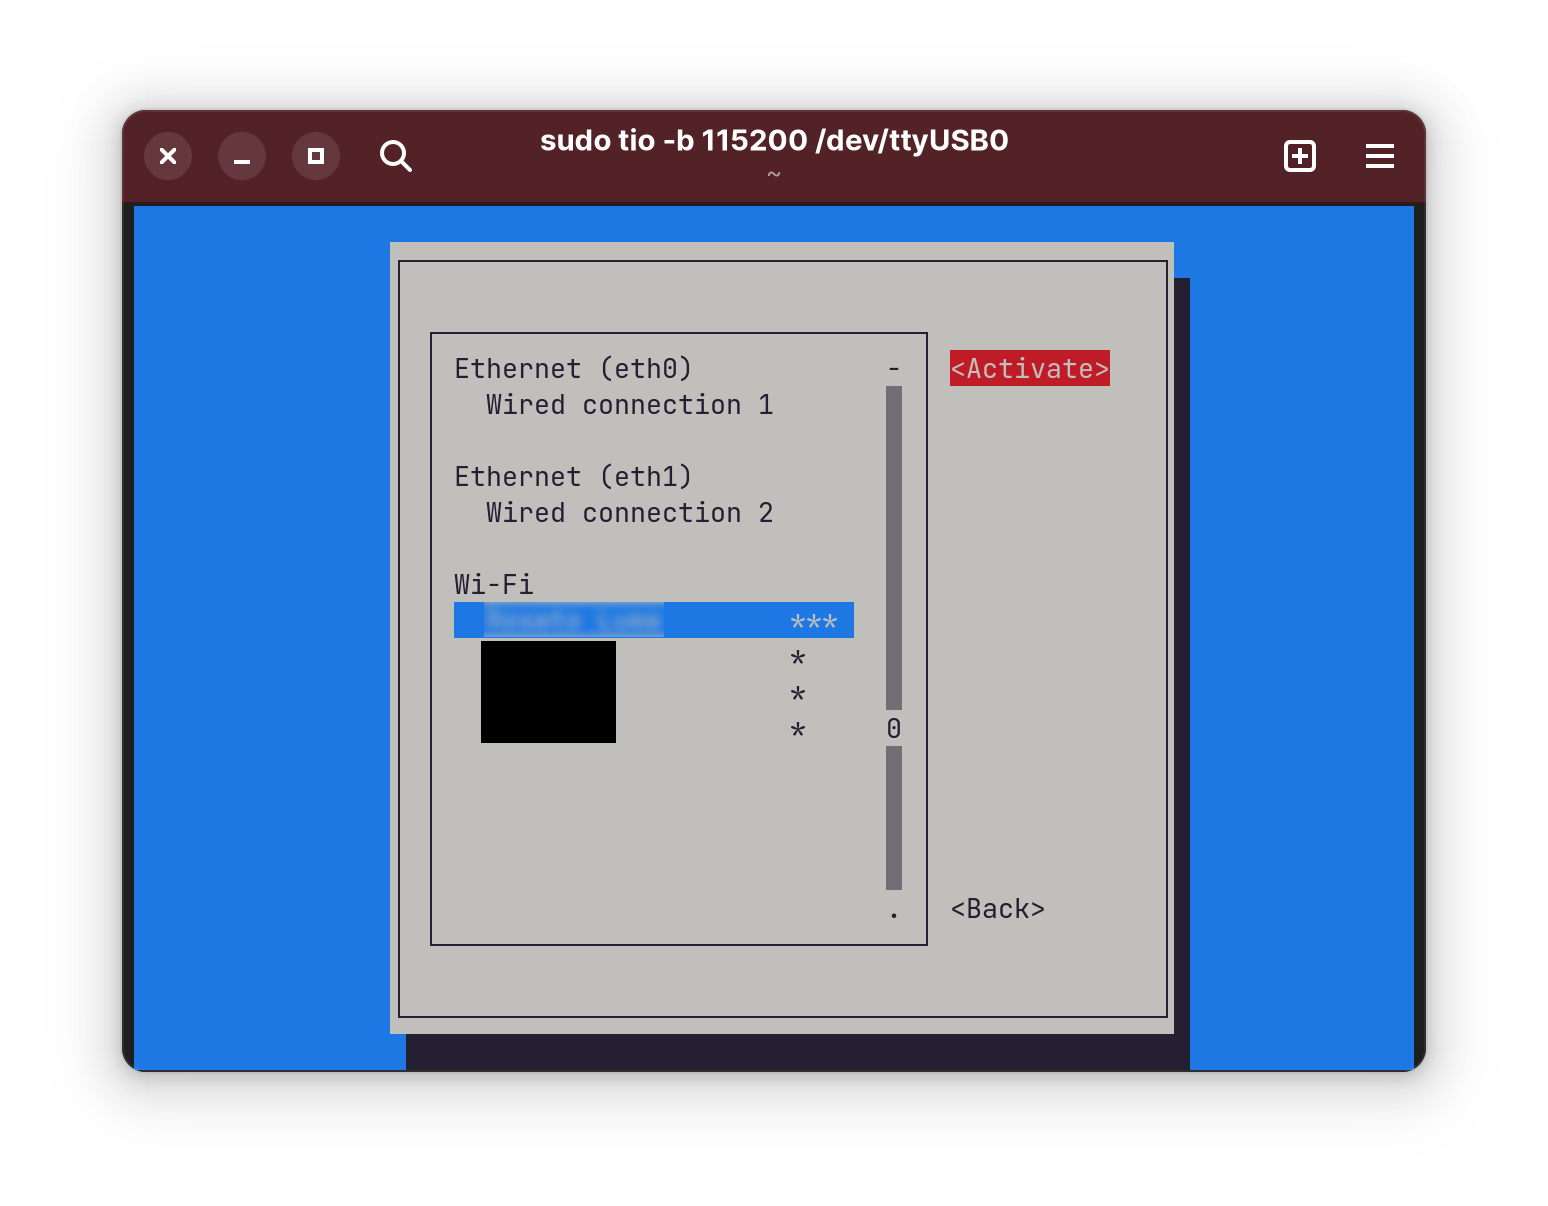 sudo tio -b 115200 /dev/ttyUSB0
~
Ethernet (eth0) -
<Activate>
Wired connection 1
Ethernet (eth1)
Wired connection 2
Wi-Fi
***
*
*
*
0
.
<Back>